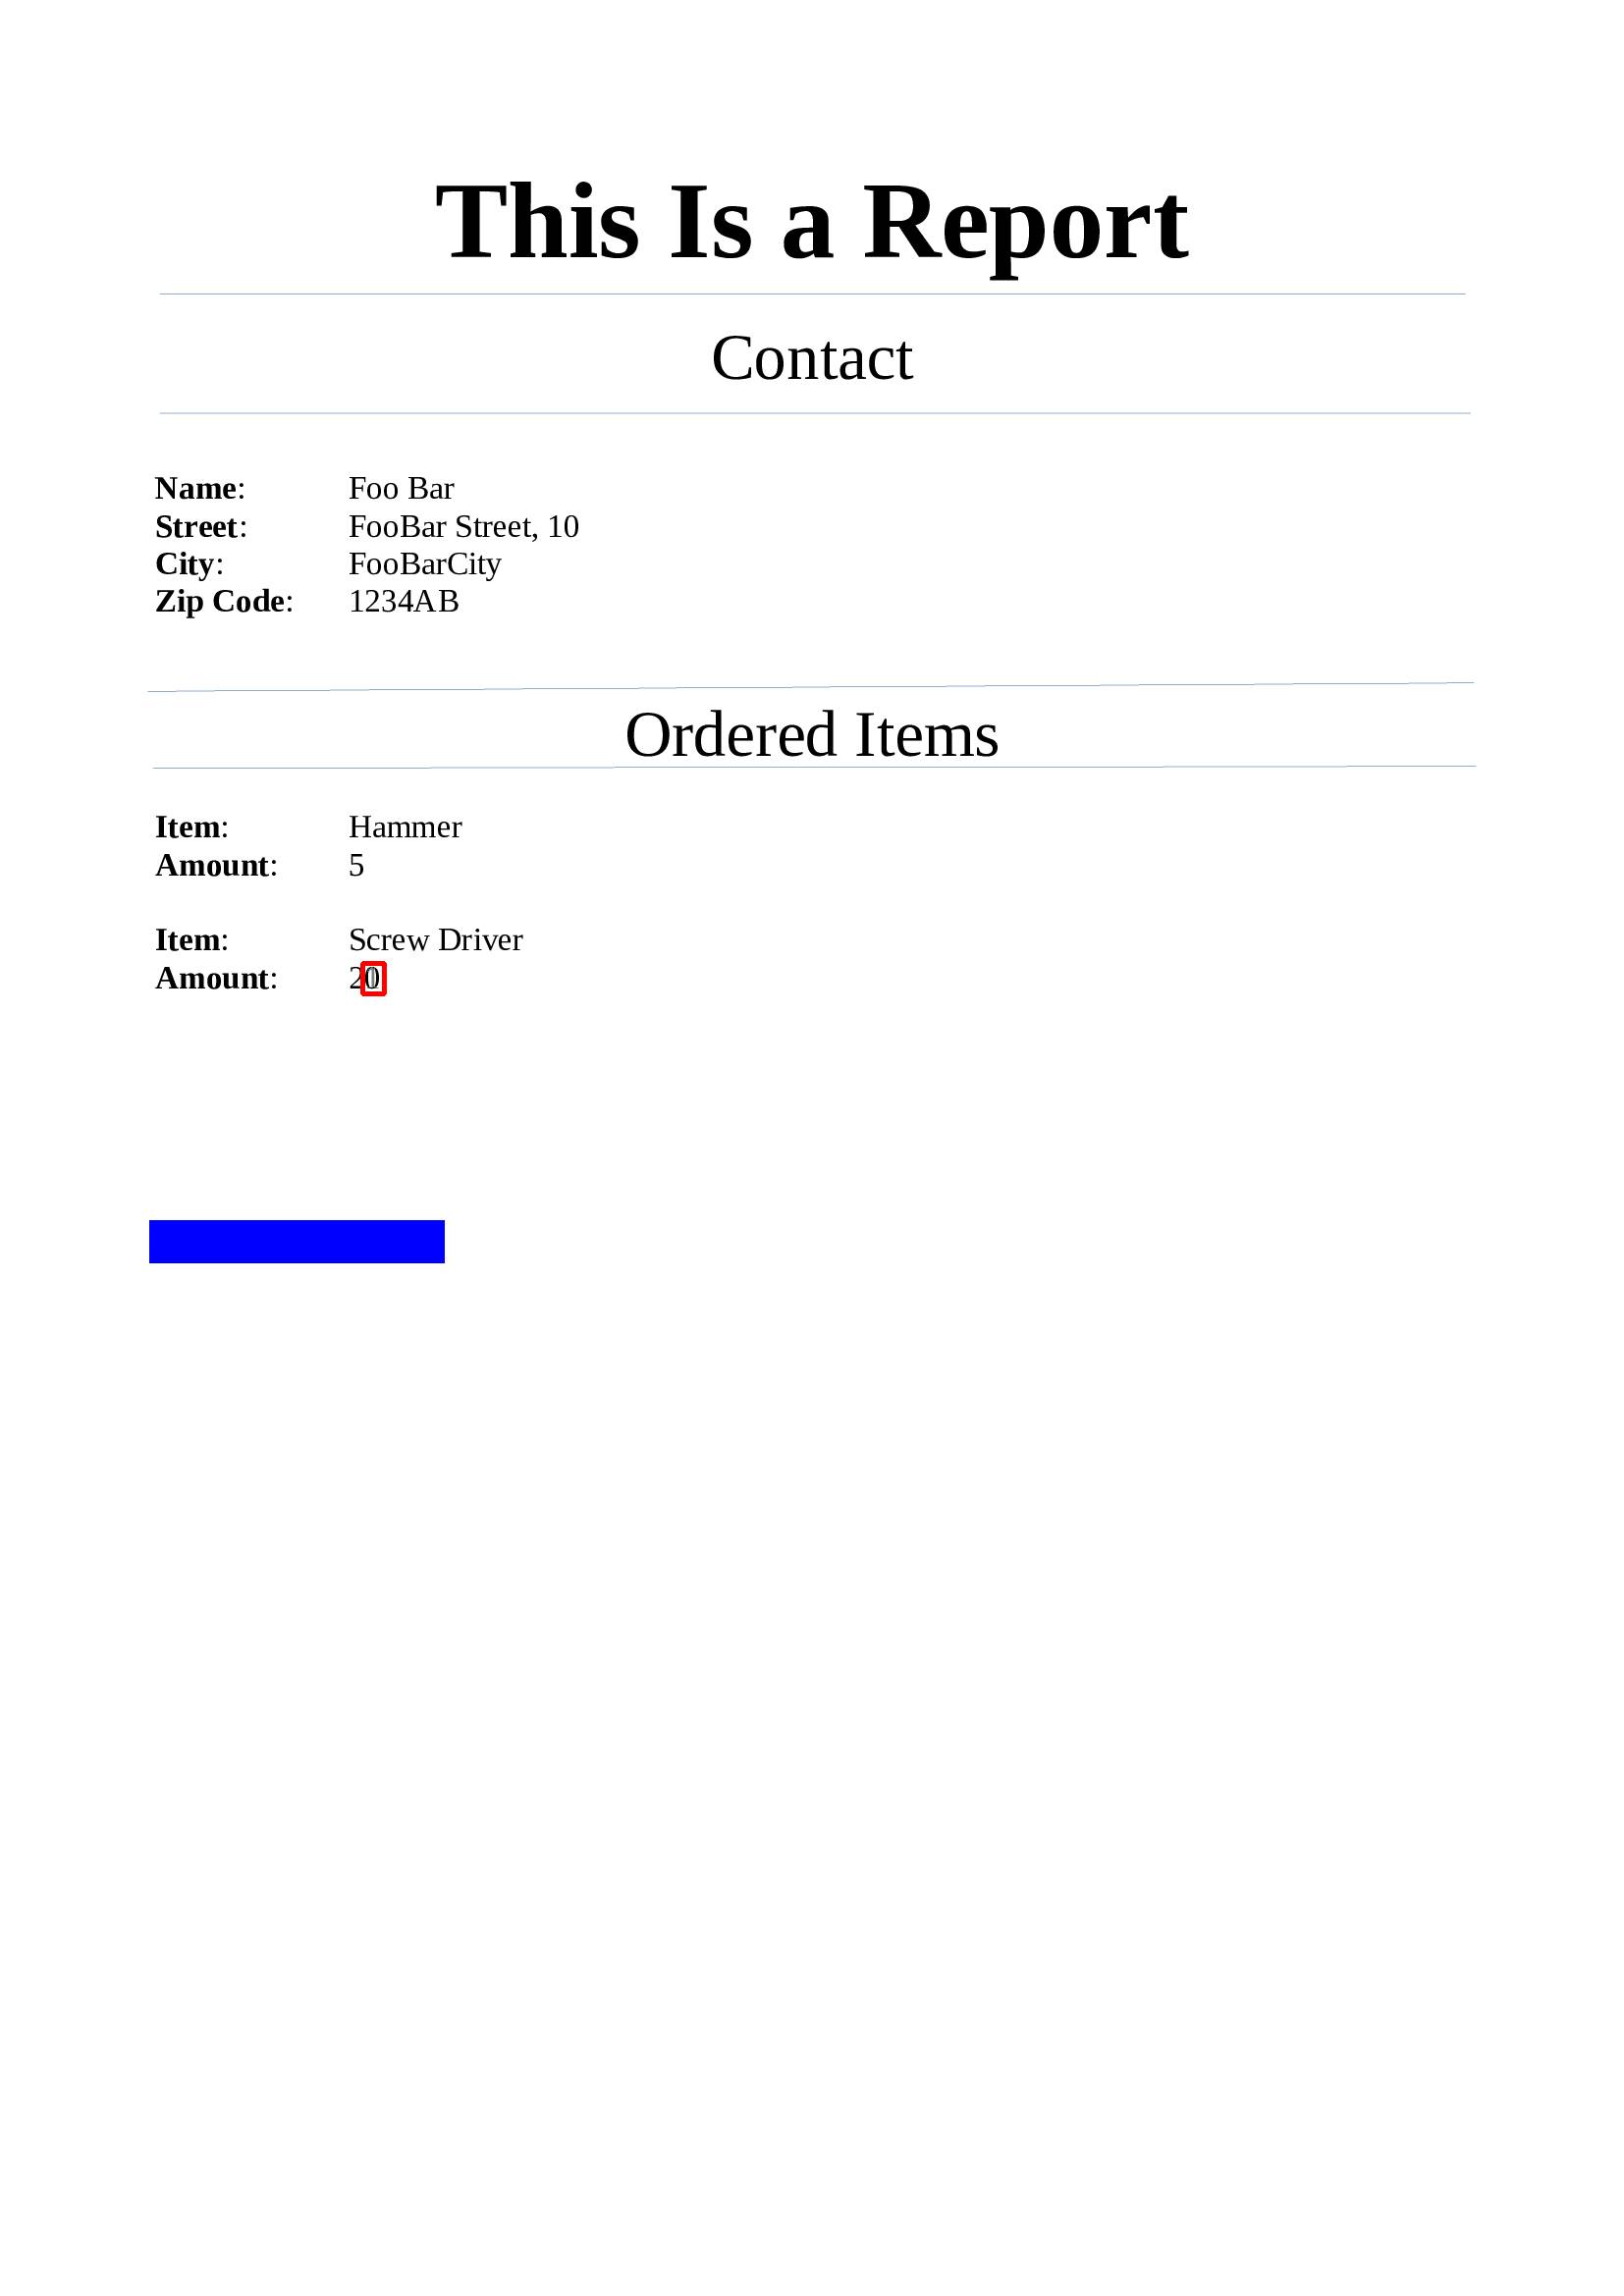 This Is a Report
Contact
Name: Foo Bar
Street: FooBar Street, 10
City: FooBarCity
Zip Code: 1234AB
Ordered Items
Item: Hammer
Amount: 5
Item: Screw Driver
Amount: 20